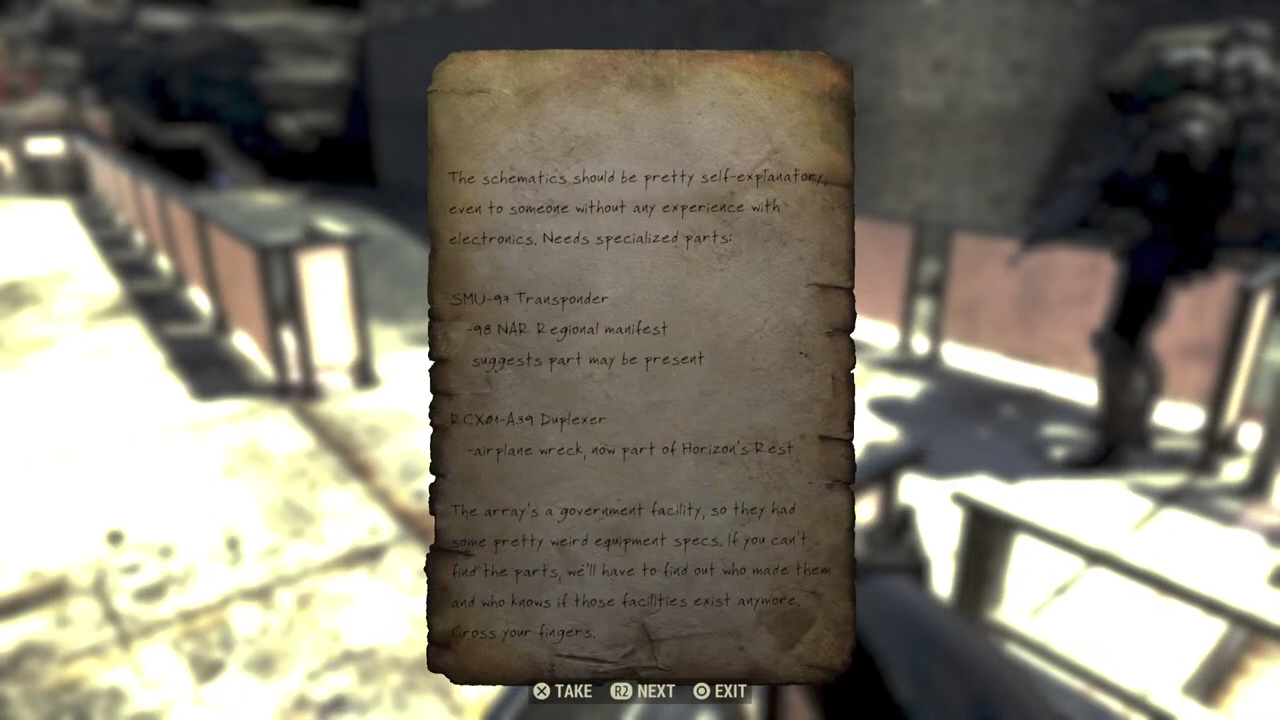 The schematics should be pretty self-explanatory,
even to someone without any experience with
electronics. Needs specialized parts:
SMU-97 Transponder
-98 NAR Regional manifest
suggests part may be present
RCX01-A39 Duplexer
-airplane wreck, now part of Horizon's Rest
The array's a government facility, so they had
some pretty weird equipment specs. If you can't
find the parts, we'll have to find out who made them
and who knows if those facilities exist anymore.
Cross your fingers.
TAKE R2 NEXT EXIT